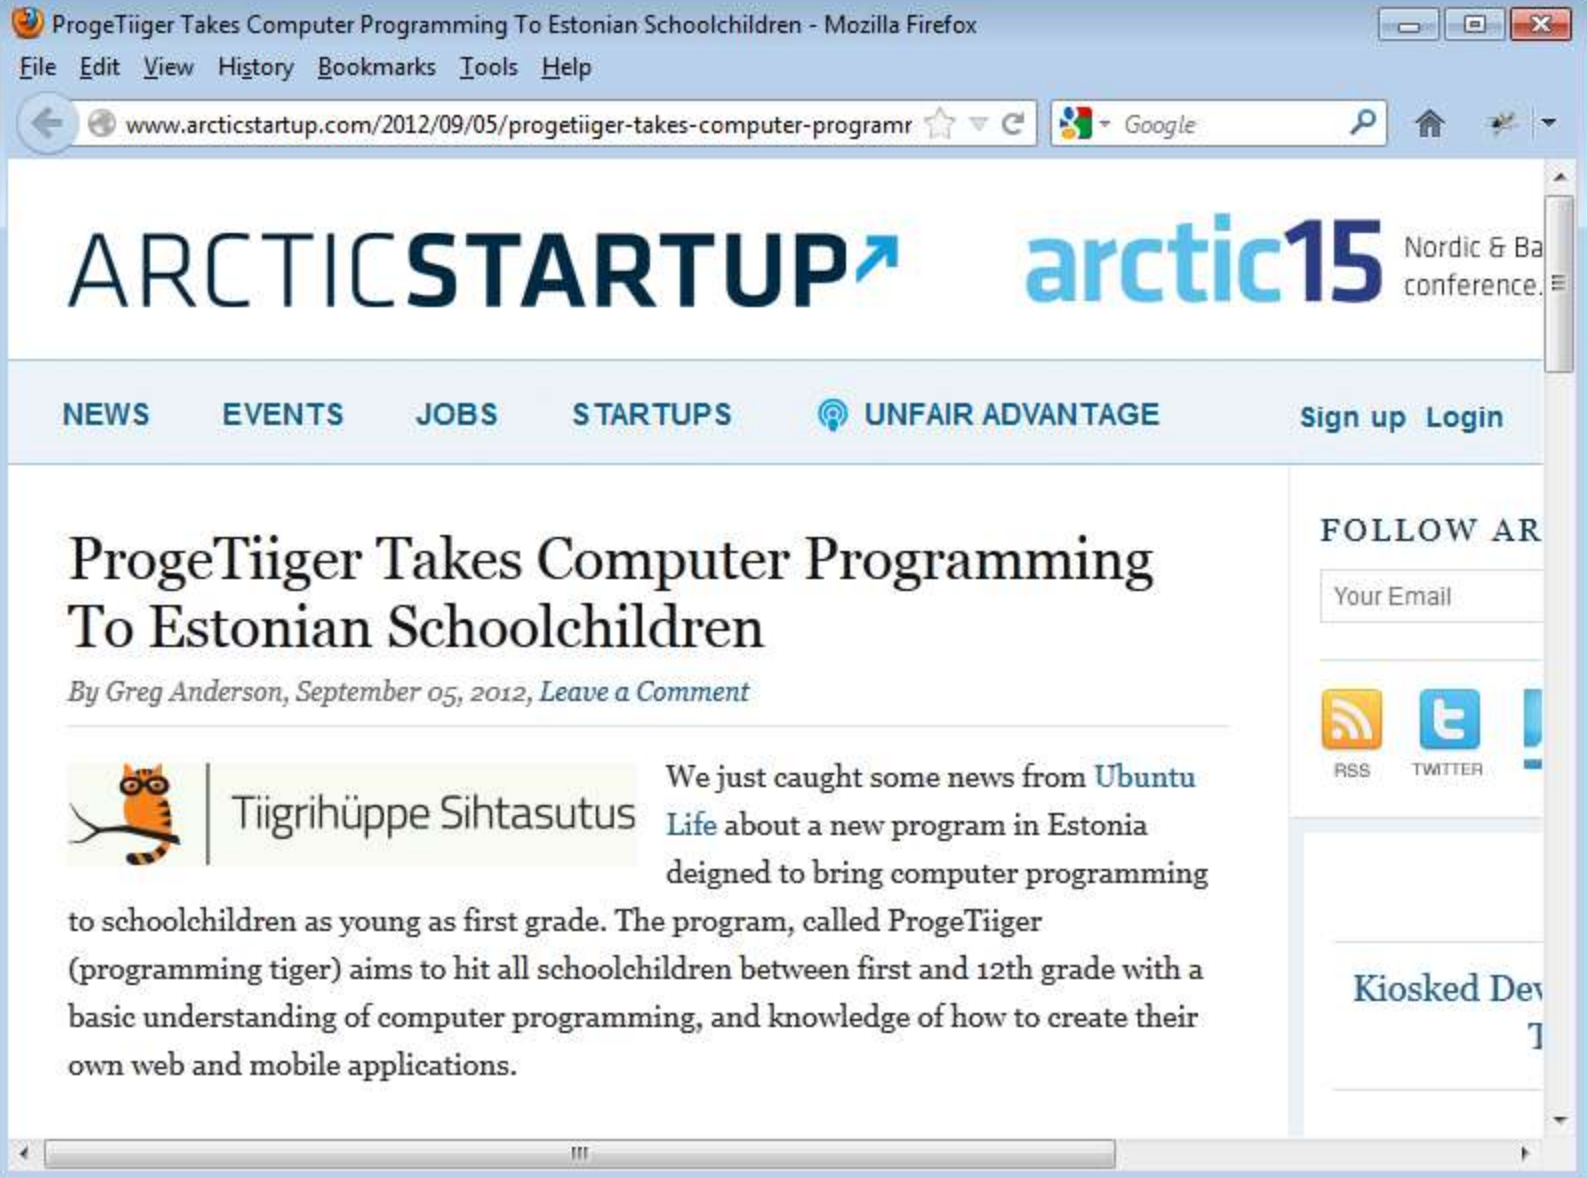 ProgeTiiger Takes Computer Programming To Estonian Schoolchildren - Mozilla Firefox
File Edit View History Bookmarks Tools Help
www.arcticstartup.com/2012/09/05/progetiiger-takes-computer-programr
Google
ARCTICSTARTUP
arctic15
Nordic & Ba
conference.
NEWS EVENTS JOBS STARTUPS UNFAIR ADVANTAGE Sign up Login
ProgeTiiger Takes Computer Programming
To Estonian Schoolchildren
By Greg Anderson, September 05, 2012, Leave a Comment
Tiigrihüppe Sihtasutus
We just caught some news from Ubuntu
Life about a new program in Estonia
deigned to bring computer programming
to schoolchildren as young as first grade. The program, called ProgeTiiger
(programming tiger) aims to hit all schoolchildren between first and 12th grade with a
basic understanding of computer programming, and knowledge of how to create their
own web and mobile applications.
FOLLOW AR
Your Email
RSS TWITTER
Kiosked Dev
T